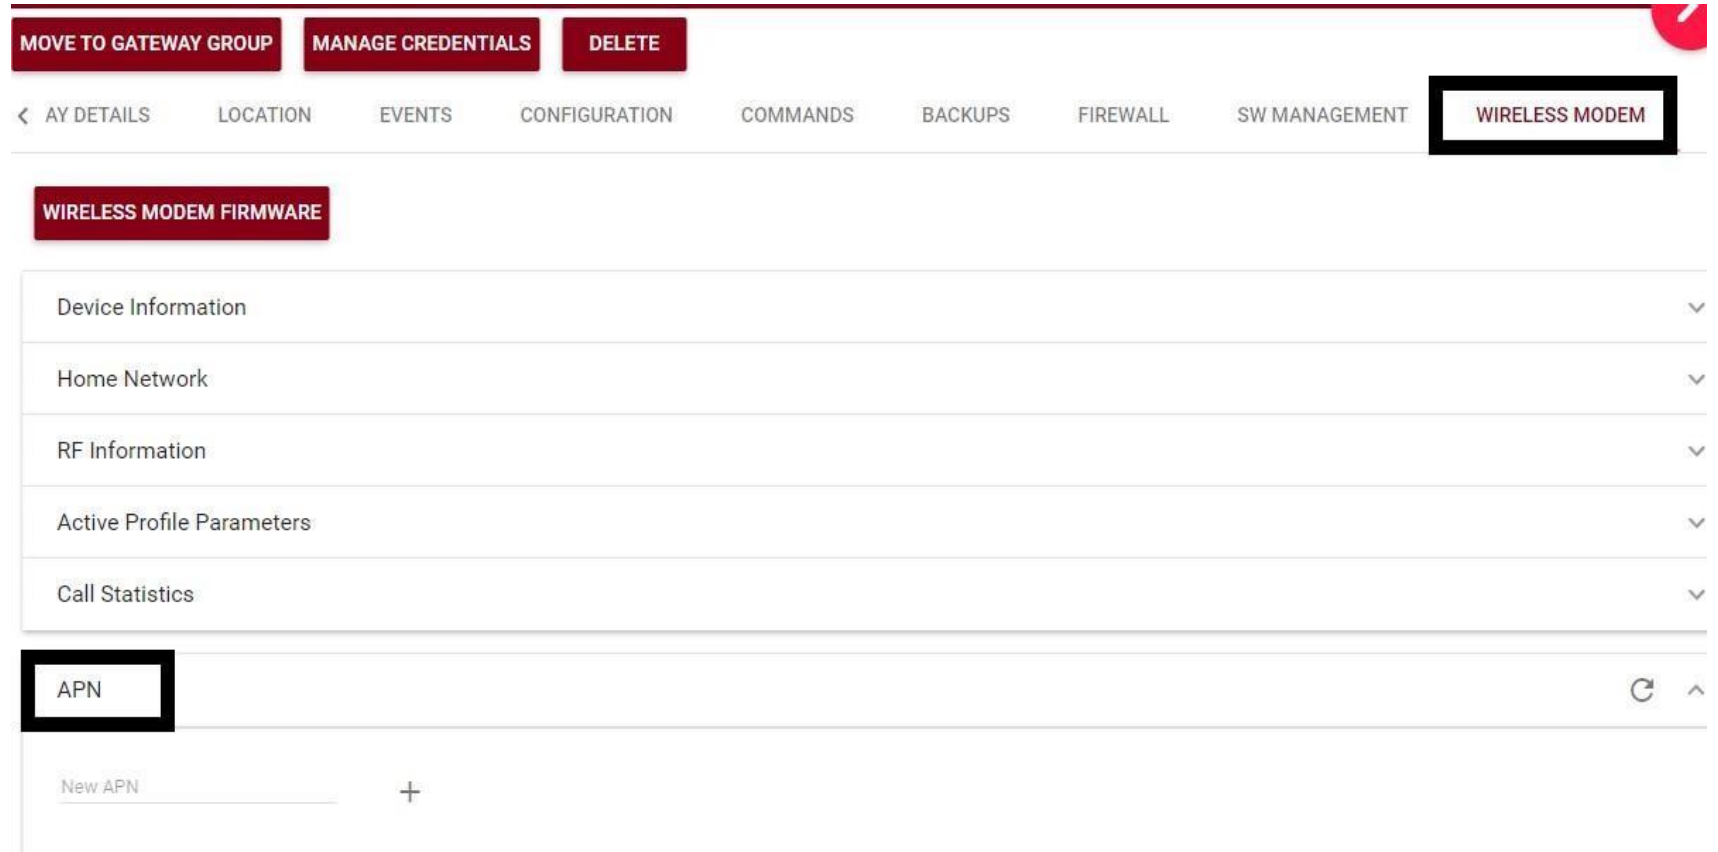 MOVE TO GATEWAY GROUP MANAGE CREDENTIALS DELETE
AY DETAILS LOCATION EVENTS CONFIGURATION COMMANDS BACKUPS FIREWALL SW MANAGEMENT WIRELESS MODEM
WIRELESS MODEM FIRMWARE
Device Information
Home Network
RF Information
Active Profile Parameters
Call Statistics
APN
New APN